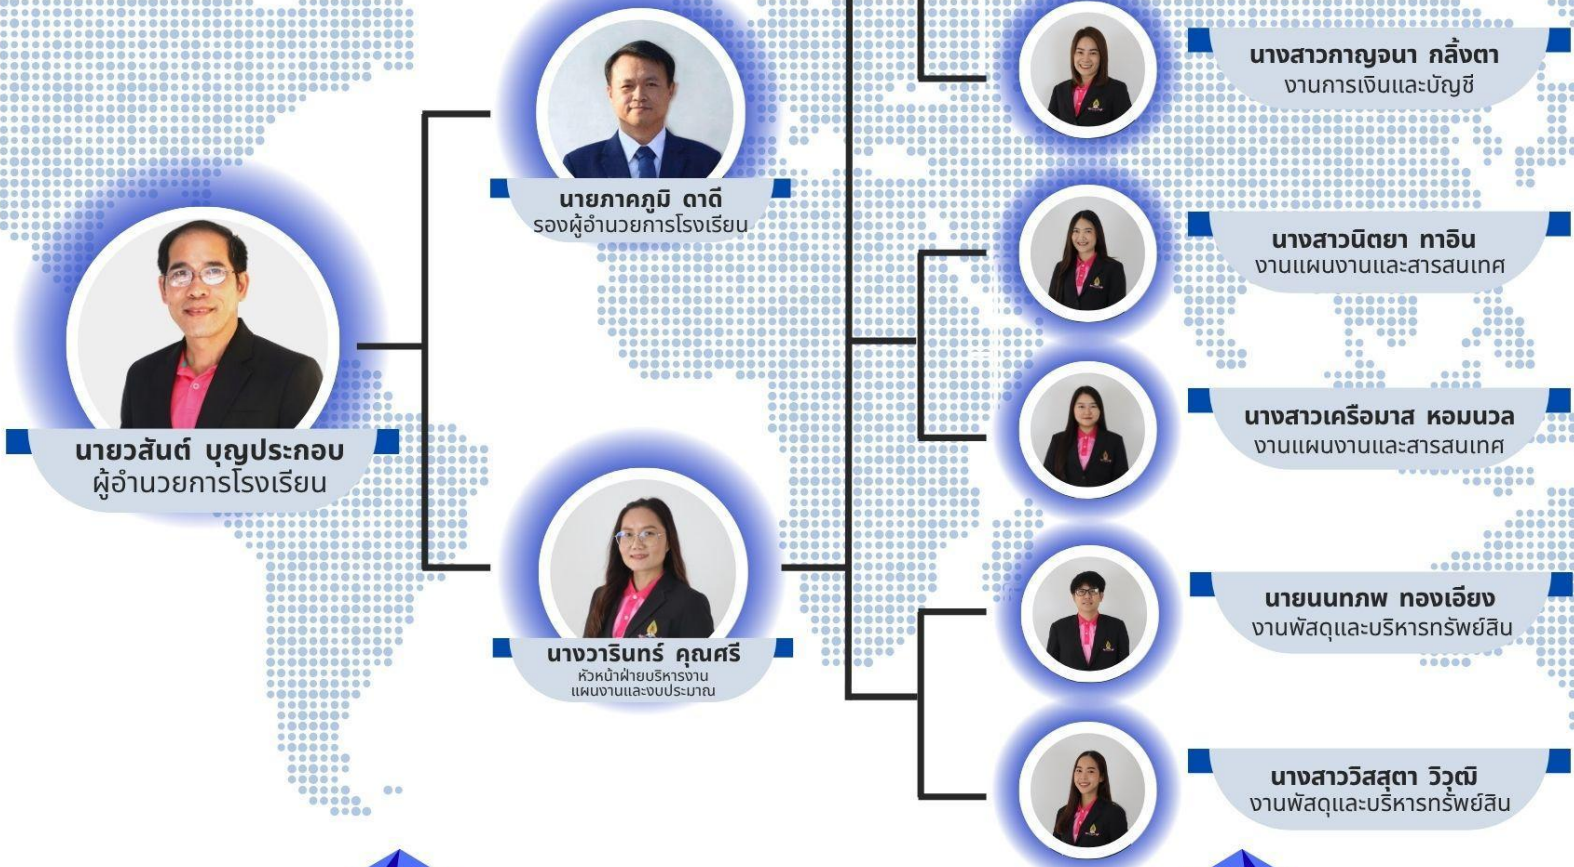 นายวสันต์ บุญประกอบ
ผู้อำนวยการโรงเรียน
นายภาคภูมิ ดาดี
รองผู้อำนวยการโรงเรียน
นางวารินทร์ คุณศรี
หัวหน้าฝ่ายบริหารงาน
แผนงานและงบประมาณ
นางสาวกาญจนา กลิ้งตา
งานการเงินและบัญชี
นางสาวนิตยา ทาอิน
งานแผนงานและสารสนเทศ
นางสาวเครือมาส หอมนวล
งานแผนงานและสารสนเทศ
นายนนทภพ ทองเอียง
งานพัสดุและบริหารทรัพย์สิน
นางสาววิสสุตา วิวุฒิ
งานพัสดุและบริหารทรัพย์สิน